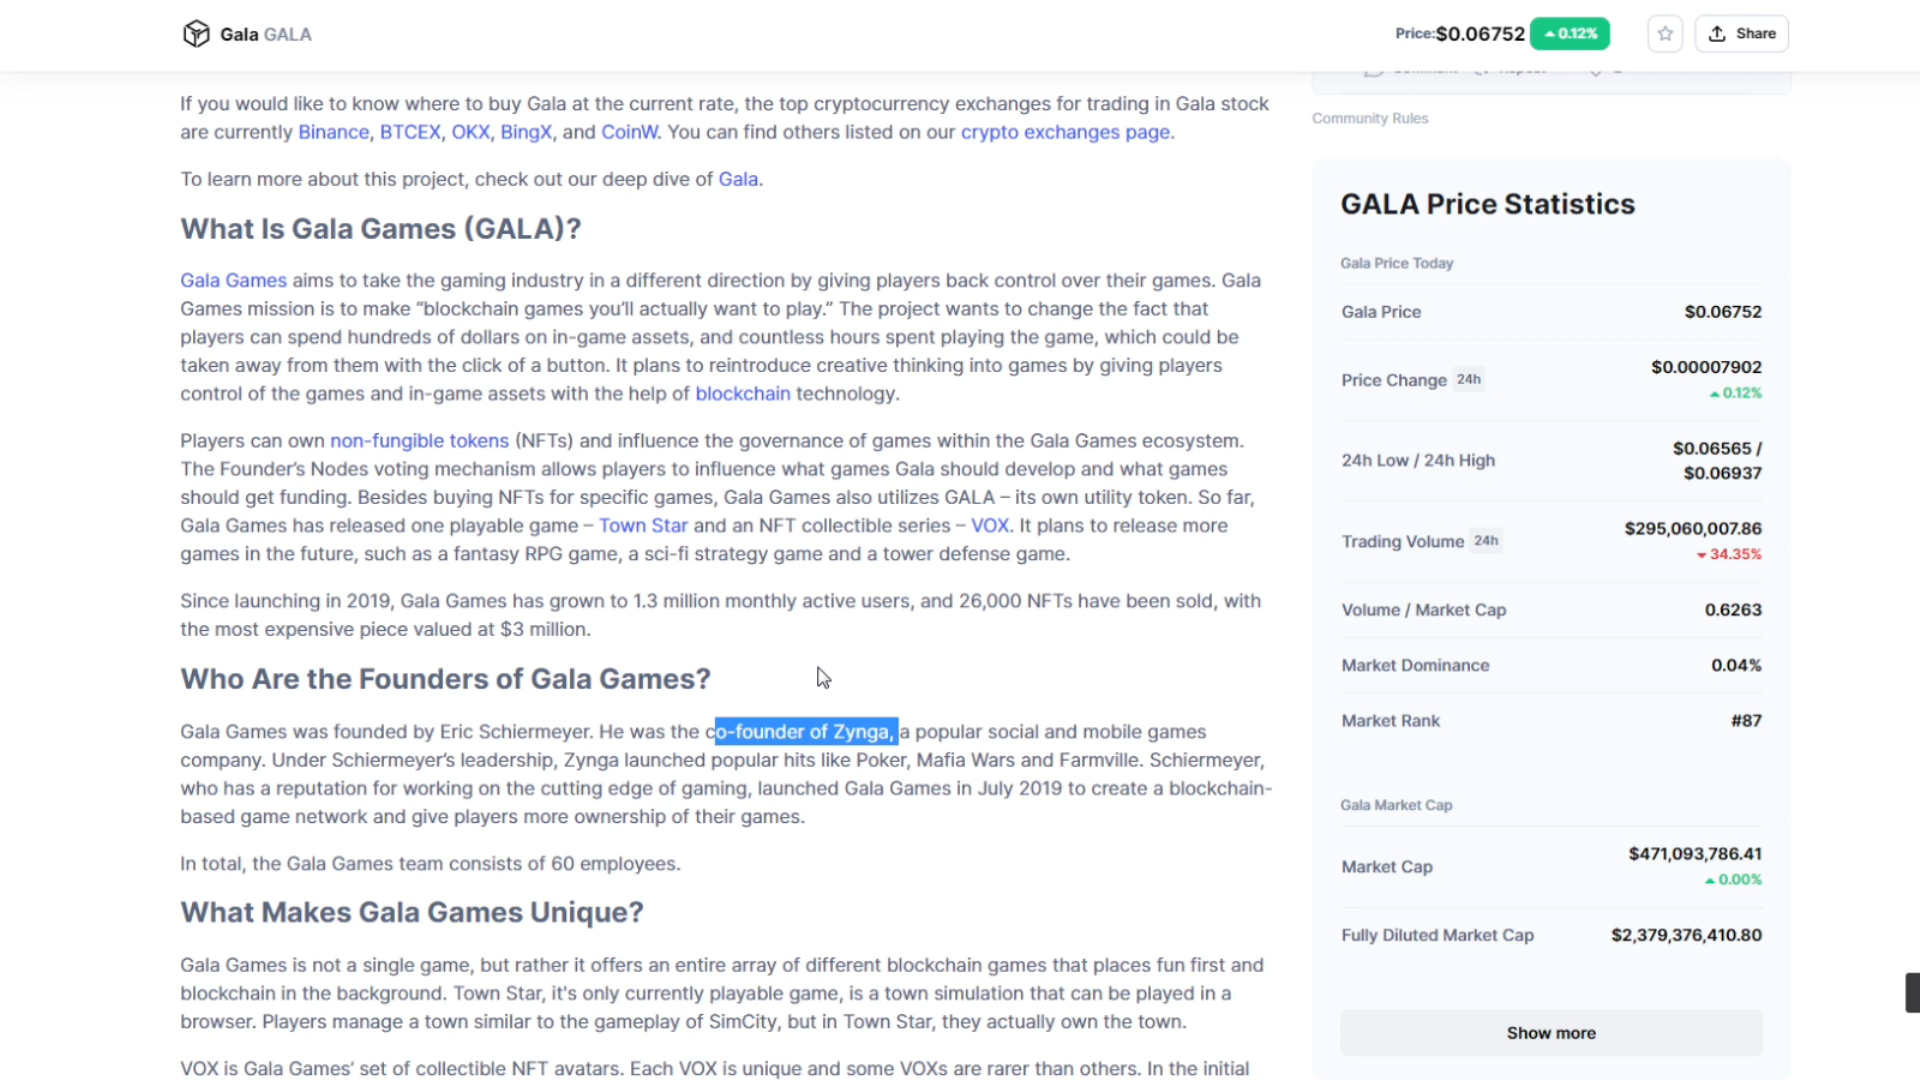 Gala GALA
Price:$0.06752 0.12%
Share
If you would like to know where to buy Gala at the current rate, the top cryptocurrency exchanges for trading in Gala stock
are currently Binance, BTCEX, OKX, BingX, and CoinW. You can find others listed on our crypto exchanges page.
To learn more about this project, check out our deep dive of Gala.
What Is Gala Games (GALA)?
Gala Games aims to take the gaming industry in a different direction by giving players back control over their games. Gala
Games mission is to make “blockchain games you’ll actually want to play.” The project wants to change the fact that
players can spend hundreds of dollars on in-game assets, and countless hours spent playing the game, which could be
taken away from them with the click of a button. It plans to reintroduce creative thinking into games by giving players
control of the games and in-game assets with the help of blockchain technology.
Players can own non-fungible tokens (NFTs) and influence the governance of games within the Gala Games ecosystem.
The Founder’s Nodes voting mechanism allows players to influence what games Gala should develop and what games
should get funding. Besides buying NFTs for specific games, Gala Games also utilizes GALA – its own utility token. So far,
Gala Games has released one playable game – Town Star and an NFT collectible series – VOX. It plans to release more
games in the future, such as a fantasy RPG game, a sci-fi strategy game and a tower defense game.
Since launching in 2019, Gala Games has grown to 1.3 million monthly active users, and 26,000 NFTs have been sold, with
the most expensive piece valued at $3 million.
Who Are the Founders of Gala Games?
Gala Games was founded by Eric Schiermeyer. He was the co-founder of Zynga, a popular social and mobile games
company. Under Schiermeyer’s leadership, Zynga launched popular hits like Poker, Mafia Wars and Farmville. Schiermeyer,
who has a reputation for working on the cutting edge of gaming, launched Gala Games in July 2019 to create a blockchain-
based game network and give players more ownership of their games.
In total, the Gala Games team consists of 60 employees.
What Makes Gala Games Unique?
Gala Games is not a single game, but rather it offers an entire array of different blockchain games that places fun first and
blockchain in the background. Town Star, it's only currently playable game, is a town simulation that can be played in a
browser. Players manage a town similar to the gameplay of SimCity, but in Town Star, they actually own the town.
VOX is Gala Games’ set of collectible NFT avatars. Each VOX is unique and some VOXs are rarer than others. In the initial
Community Rules
GALA Price Statistics
Gala Price Today
Gala Price $0.06752
Price Change 24h $0.00007902
0.12%
24h Low / 24h High $0.06565 /
$0.06937
Trading Volume 24h $295,060,007.86
34.35%
Volume / Market Cap 0.6263
Market Dominance 0.04%
Market Rank #87
Gala Market Cap
Market Cap $471,093,786.41
0.00%
Fully Diluted Market Cap $2,379,376,410.80
Show more